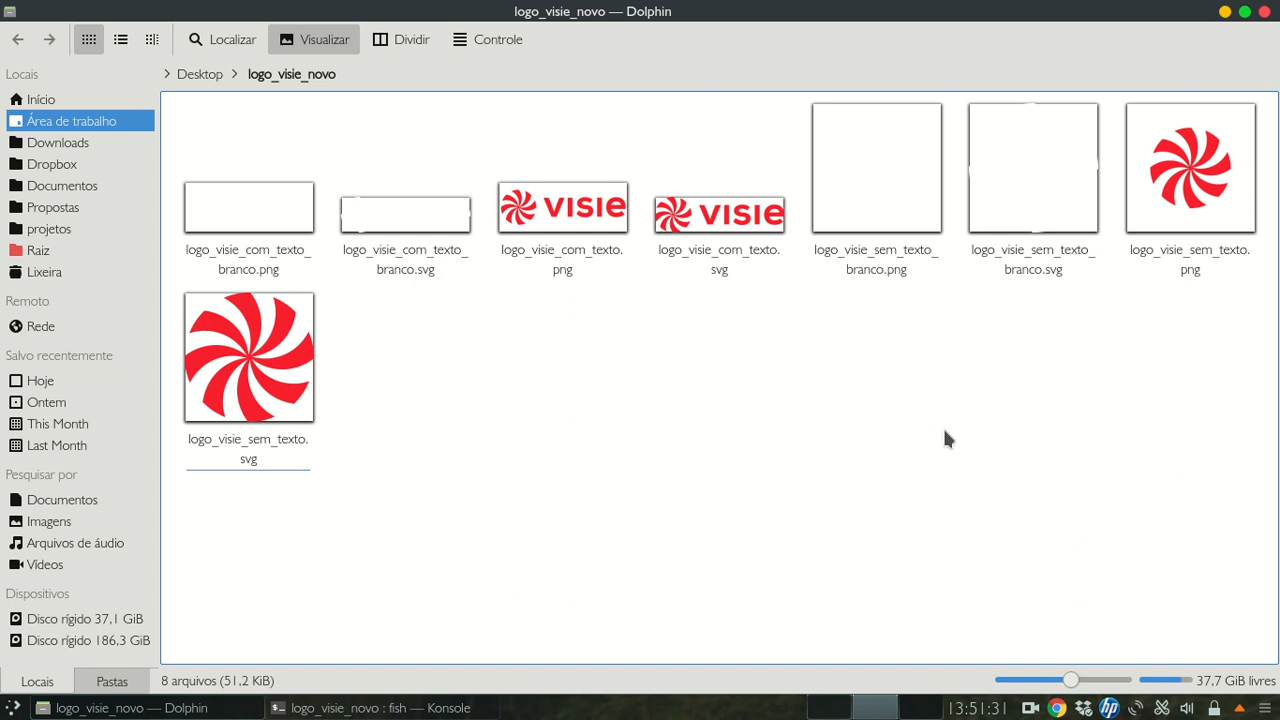 logo_visie_novo — Dolphin
Localizar
Visualizar
Dividir
Controle
Locais
Desktop
logo_visie_novo
Início
Área de trabalho
Downloads
Dropbox
Documentos
Propostas
projetos
Raiz
Lixeira
Remoto
Rede
Salvo recentemente
Hoje
Ontem
This Month
Last Month
Pesquisar por
Documentos
Imagens
Arquivos de áudio
Vídeos
Dispositivos
Disco rígido 37,1 GiB
Disco rígido 186,3 GiB
VISIE
VISIE
logo_visie_com_texto_
branco.png
logo_visie_com_texto_
branco.svg
logo_visie_com_texto.
png
logo_visie_com_texto.
svg
logo_visie_sem_texto_
branco.png
logo_visie_sem_texto_
branco.svg
logo_visie_sem_texto.
png
logo_visie_sem_texto.
svg
Locais
Pastas
8 arquivos (51,2 KiB)
37,7 GiB livres
logo_visie_novo — Dolphin
logo_visie_novo : fish — Konsole
hp
13:51:31